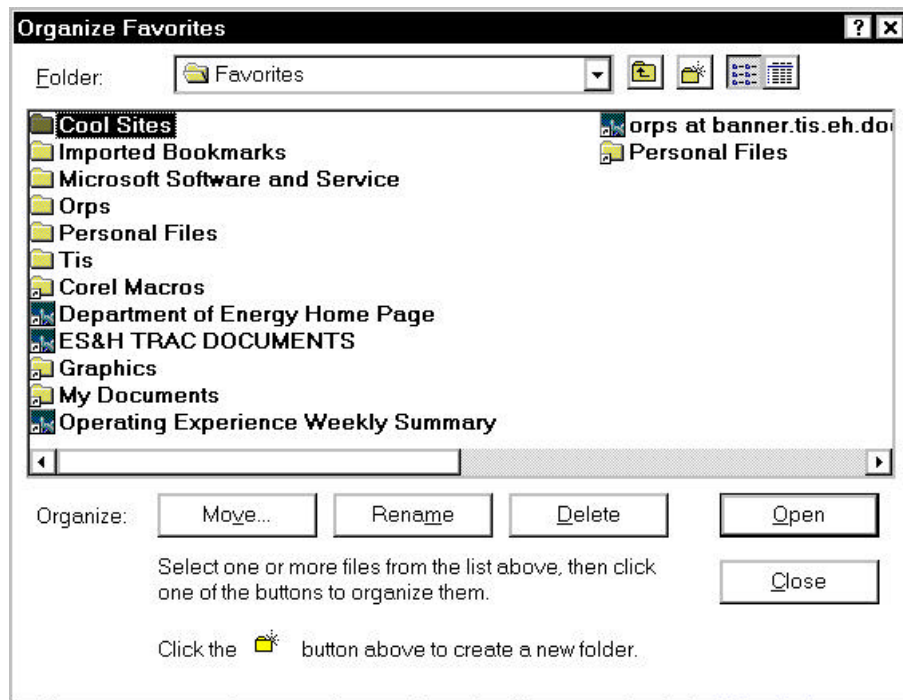 Organize Favorites
Folder: Favorites
Cool Sites
Imported Bookmarks
Microsoft Software and Service
Orps
Personal Files
Tis
Corel Macros
Department of Energy Home Page
ES&H TRAC DOCUMENTS
Graphics
My Documents
Operating Experience Weekly Summary
orps at banner.tis.eh.do
Personal Files
Organize: Move... Rename Delete Open
Select one or more files from the list above, then click
one of the buttons to organize them.
Close
Click the button above to create a new folder.